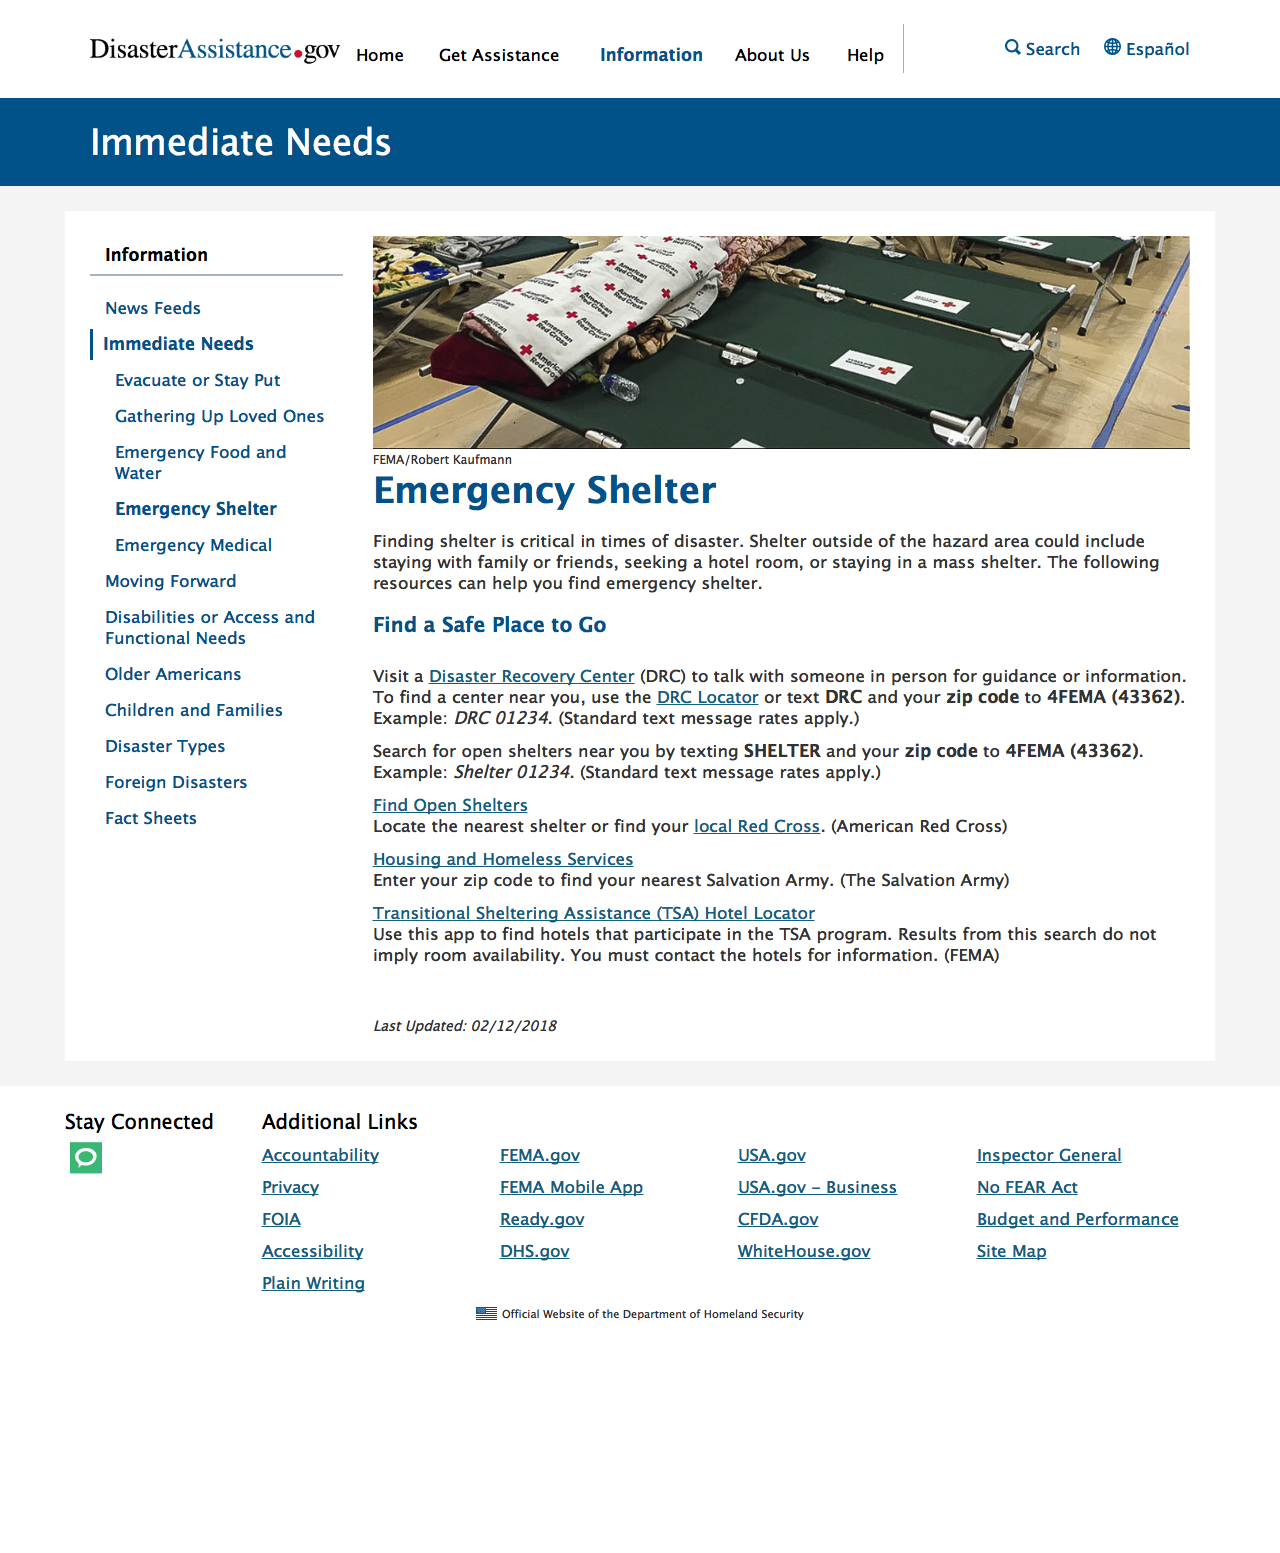 DisasterAssistance.gov
Home
Get Assistance
Information
About Us
Help
Search
Español
Immediate Needs
Information
News Feeds
Immediate Needs
Evacuate or Stay Put
Gathering Up Loved Ones
Emergency Food and
Water
Emergency Shelter
Emergency Medical
Moving Forward
Disabilities or Access and
Functional Needs
Older Americans
Children and Families
Disaster Types
Foreign Disasters
Fact Sheets
American
Red Cross
American
Red Cross
American
Red Cross
American
Red Cross
American
Red Cross
FEMA/Robert Kaufmann
Emergency Shelter
Finding shelter is critical in times of disaster. Shelter outside of the hazard area could include
staying with family or friends, seeking a hotel room, or staying in a mass shelter. The following
resources can help you find emergency shelter.
Find a Safe Place to Go
Visit a Disaster Recovery Center (DRC) to talk with someone in person for guidance or information.
To find a center near you, use the DRC Locator or text DRC and your zip code to 4FEMA (43362).
Example: DRC 01234. (Standard text message rates apply.)
Search for open shelters near you by texting SHELTER and your zip code to 4FEMA (43362).
Example: Shelter 01234. (Standard text message rates apply.)
Find Open Shelters
Locate the nearest shelter or find your local Red Cross. (American Red Cross)
Housing and Homeless Services
Enter your zip code to find your nearest Salvation Army. (The Salvation Army)
Transitional Sheltering Assistance (TSA) Hotel Locator
Use this app to find hotels that participate in the TSA program. Results from this search do not
imply room availability. You must contact the hotels for information. (FEMA)
Last Updated: 02/12/2018
Stay Connected
Additional Links
Accountability
Privacy
FOIA
Accessibility
Plain Writing
FEMA.gov
FEMA Mobile App
Ready.gov
DHS.gov
USA.gov
USA.gov - Business
CFDA.gov
WhiteHouse.gov
Inspector General
No FEAR Act
Budget and Performance
Site Map
Official Website of the Department of Homeland Security